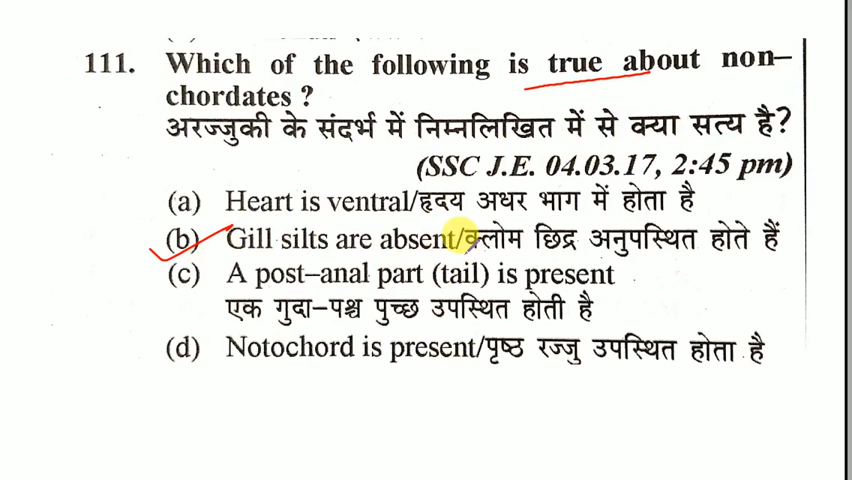 111. Which of the following is true about non–
chordates ?
अरज्जुकी के संदर्भ में निम्नलिखित में से क्या सत्य है?
(SSC J.E. 04.03.17, 2:45 pm)
(a) Heart is ventral/हृदय अधर भाग में होता है
(b) Gill silts are absent/क्लोम छिद्र अनुपस्थित होते हैं
(c) A post–anal part (tail) is present
एक गुदा–पश्च पुच्छ उपस्थित होती है
(d) Notochord is present/पृष्ठ रज्जु उपस्थित होता है